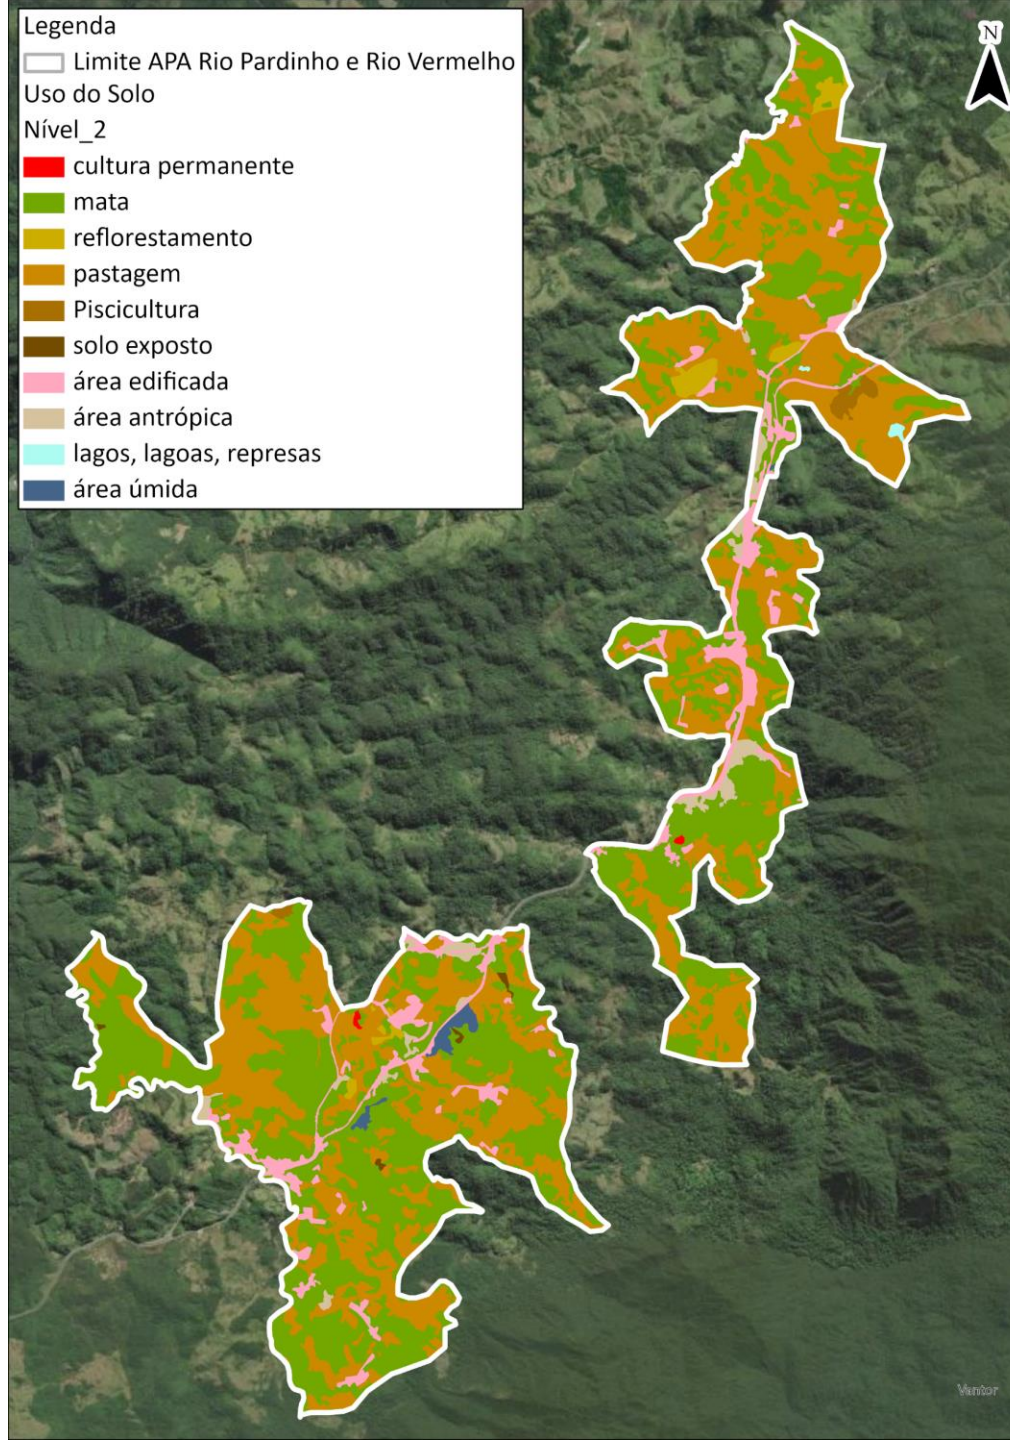 Legenda
Limite APA Rio Pardinho e Rio Vermelho
Uso do Solo
Nível_2
cultura permanente
mata
reflorestamento
pastagem
Piscicultura
solo exposto
área edificada
área antrópica
lagos, lagoas, represas
área úmida
N
Vantor